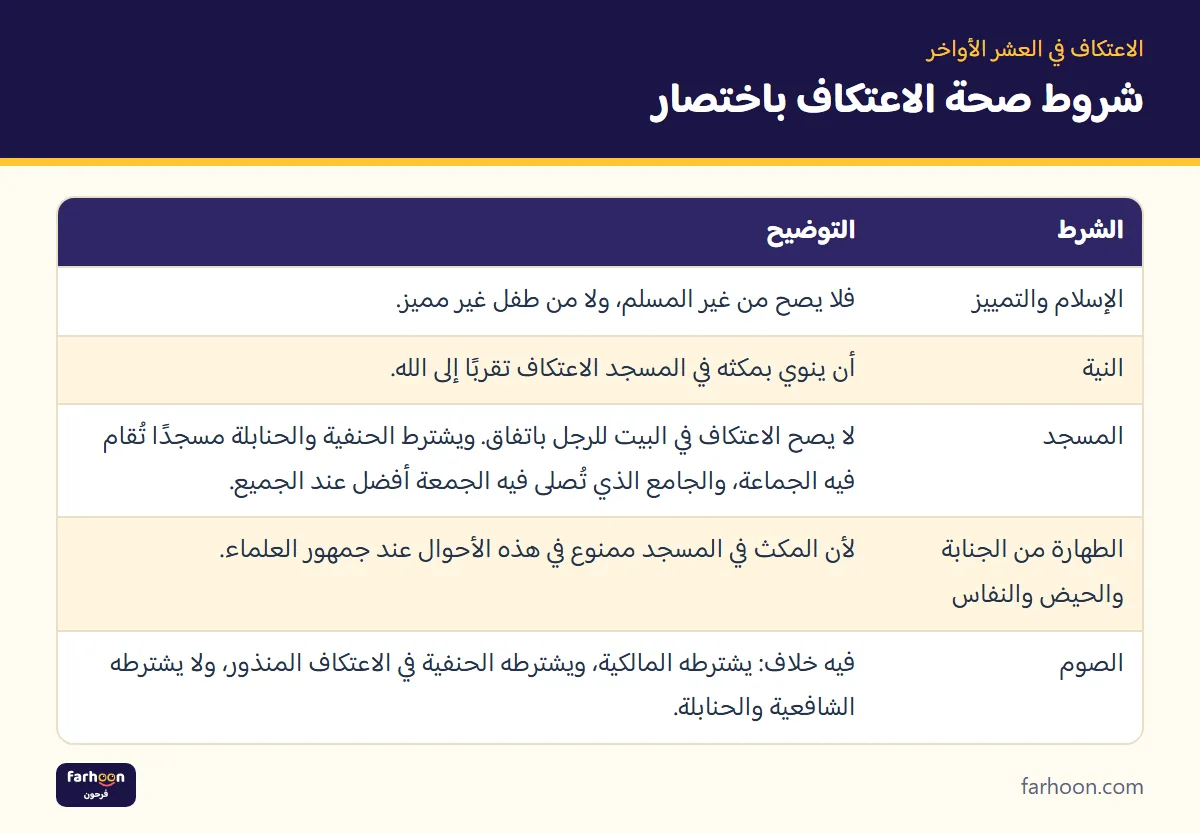 الاعتكاف في العشر الأواخر
شروط صحة الاعتكاف باختصار
الشرط
التوضيح
الإسلام والتمييز
فلا يصح من غير المسلم، ولا من طفل غير مميز.
النية
أن ينوي بمكثه في المسجد الاعتكاف تقربًا إلى الله.
المسجد
لا يصح الاعتكاف في البيت للرجل باتفاق. ويشترط الحنفية والحنابلة مسجدًا تُقام
فيه الجماعة، والجامع الذي تُصلى فيه الجمعة أفضل عند الجميع.
الطهارة من الجنابة
والحيض والنفاس
لأن المكث في المسجد ممنوع في هذه الأحوال عند جمهور العلماء.
الصوم
فيه خلاف: يشترطه المالكية، ويشترطه الحنفية في الاعتكاف المنذور، ولا يشترطه
الشافعية والحنابلة.
farhoon.com
farhoon
فرحون